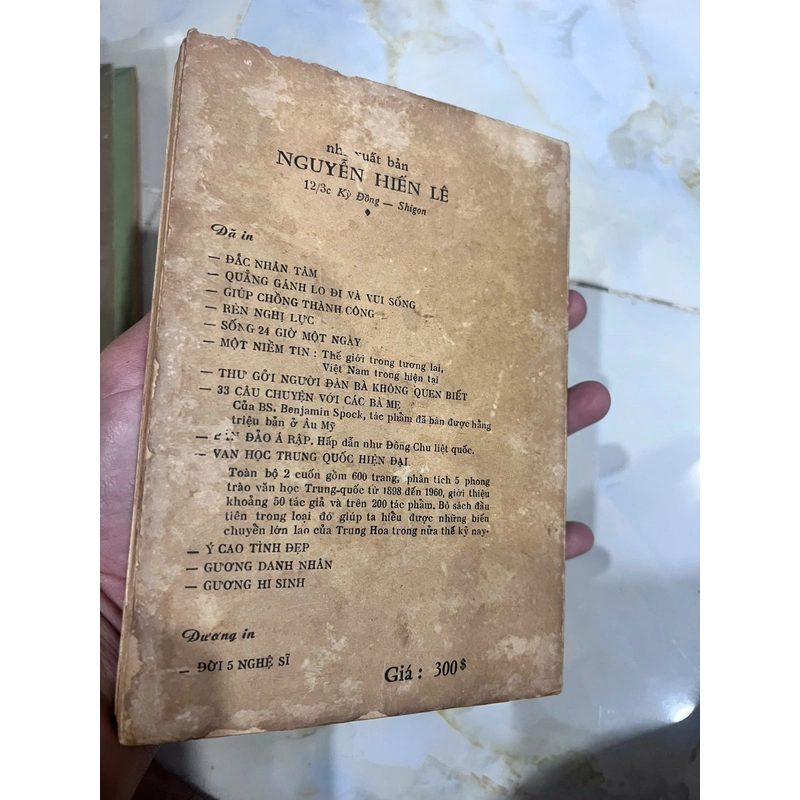 xuất bản
NGUYỄN HIẾN LÊ
12/3c Kỳ Đồng — Shigon
Đã in
— ĐẮC NHÂN TÂM
— QUẲNG GÁNH LO ĐI VÀ VUI SỐNG
— GIÚP CHỒNG THÀNH CÔNG
— RÈN NGHỊ LỰC
— SỐNG 24 GIỜ MỘT NGÀY
— MỘT NIỀM TIN : Thế giới trong tương lai,
Việt Nam trong hiện tại
— THƯ GỞI NGƯỜI ĐÀN BÀ KHÔNG QUEN BIẾT
— 33 CÂU CHUYỆN VỚI CÁC BÀ MẸ
Của BS. Benjamin Spock, tác phẩm đã bán được hằng
triệu bản ở Âu Mỹ
— ĐẢO Ả RẬP. Hấp dẫn như Đông Chu liệt quốc.
— VĂN HỌC TRUNG QUỐC HIỆN ĐẠI
Toàn bộ 2 cuốn gồm 600 trang, phân tích 5 phong
trào văn học Trung-quốc từ 1898 đến 1960, giới thiệu
khoảng 50 tác giả và trên 200 tác phẩm. Bộ sách đầu
tiên trong loại đó giúp ta hiểu được những biến
chuyển lớn lao của Trung Hoa trong nửa thế kỷ nay.
— Ý CAO TÌNH ĐẸP
— GƯƠNG DANH NHÂN
— GƯƠNG HI SINH
Đương in
— ĐỜI 5 NGHỆ SĨ
Giá : 300$